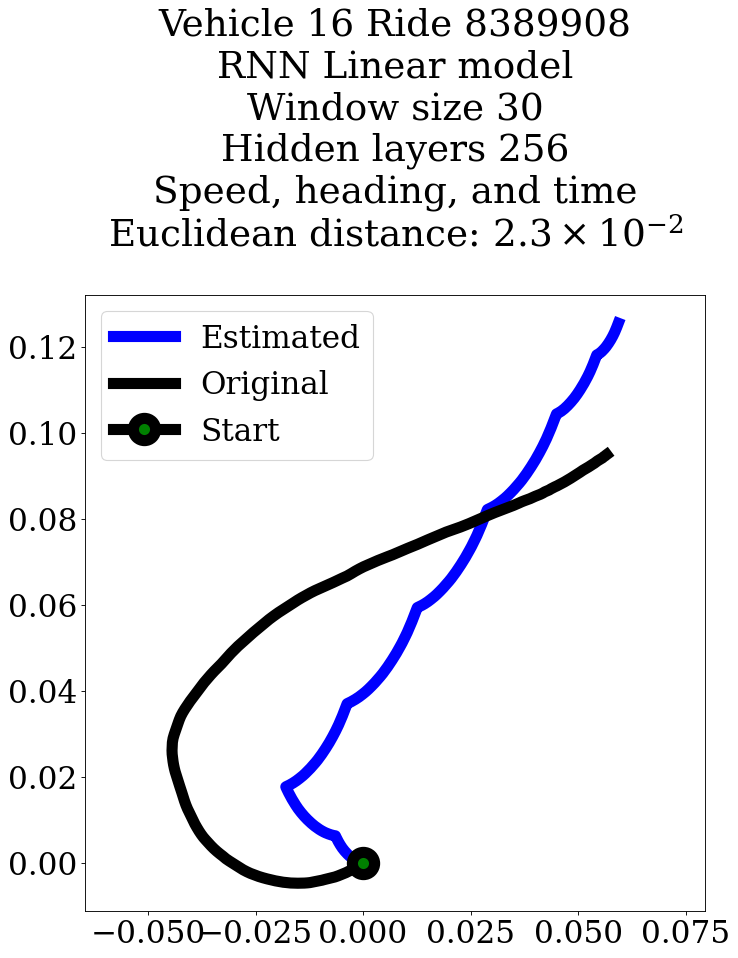 Vehicle 16 Ride 8389908
RNN Linear model
Window size 30
Hidden layers 256
Speed, heading, and time
Euclidean distance: 2.3 × 10⁻²
Estimated
Original
Start
0.12
0.10
0.08
0.06
0.04
0.02
0.00
−0.050 −0.025 0.000 0.025 0.050 0.075